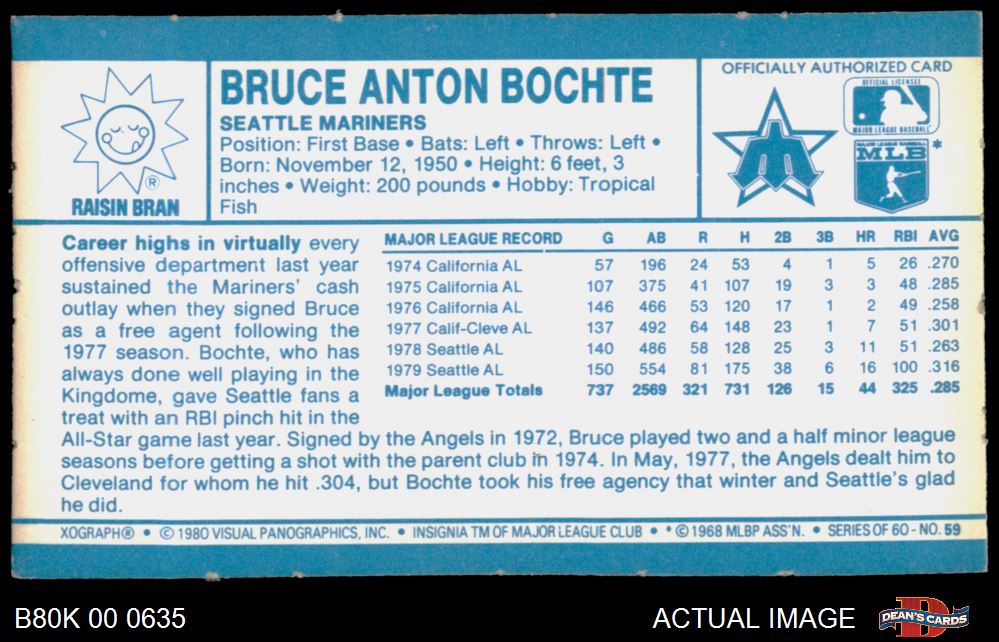 RAISIN BRAN
®
BRUCE ANTON BOCHTE
SEATTLE MARINERS
Position: First Base • Bats: Left • Throws: Left •
Born: November 12, 1950 • Height: 6 feet, 3
inches • Weight: 200 pounds • Hobby: Tropical
Fish
OFFICIALLY AUTHORIZED CARD
OFFICIAL LICENSEE
MAJOR LEAGUE BASEBALL
MAJOR LEAGUE BASEBALL
MLB *
Career highs in virtually every
offensive department last year
sustained the Mariners' cash
outlay when they signed Bruce
as a free agent following the
1977 season. Bochte, who has
always done well playing in the
Kingdome, gave Seattle fans a
treat with an RBI pinch hit in the
All-Star game last year. Signed by the Angels in 1972, Bruce played two and a half minor league
seasons before getting a shot with the parent club in 1974. In May, 1977, the Angels dealt him to
Cleveland for whom he hit .304, but Bochte took his free agency that winter and Seattle's glad
he did.
MAJOR LEAGUE RECORD G AB R H 2B 3B HR RBI AVG
1974 California AL 57 196 24 53 4 1 5 26 .270
1975 California AL 107 375 41 107 19 3 3 48 .285
1976 California AL 146 466 53 120 17 1 2 49 .258
1977 Calif-Cleve AL 137 492 64 148 23 1 7 51 .301
1978 Seattle AL 140 486 58 128 25 3 11 51 .263
1979 Seattle AL 150 554 81 175 38 6 16 100 .316
Major League Totals 737 2569 321 731 126 15 44 325 .285
XOGRAPH® • © 1980 VISUAL PANOGRAPHICS, INC. • INSIGNIA TM OF MAJOR LEAGUE CLUB • *©1968 MLBP ASS'N. • SERIES OF 60 - NO. 59
B80K 00 0635
ACTUAL IMAGE
DEAN'S CARDS